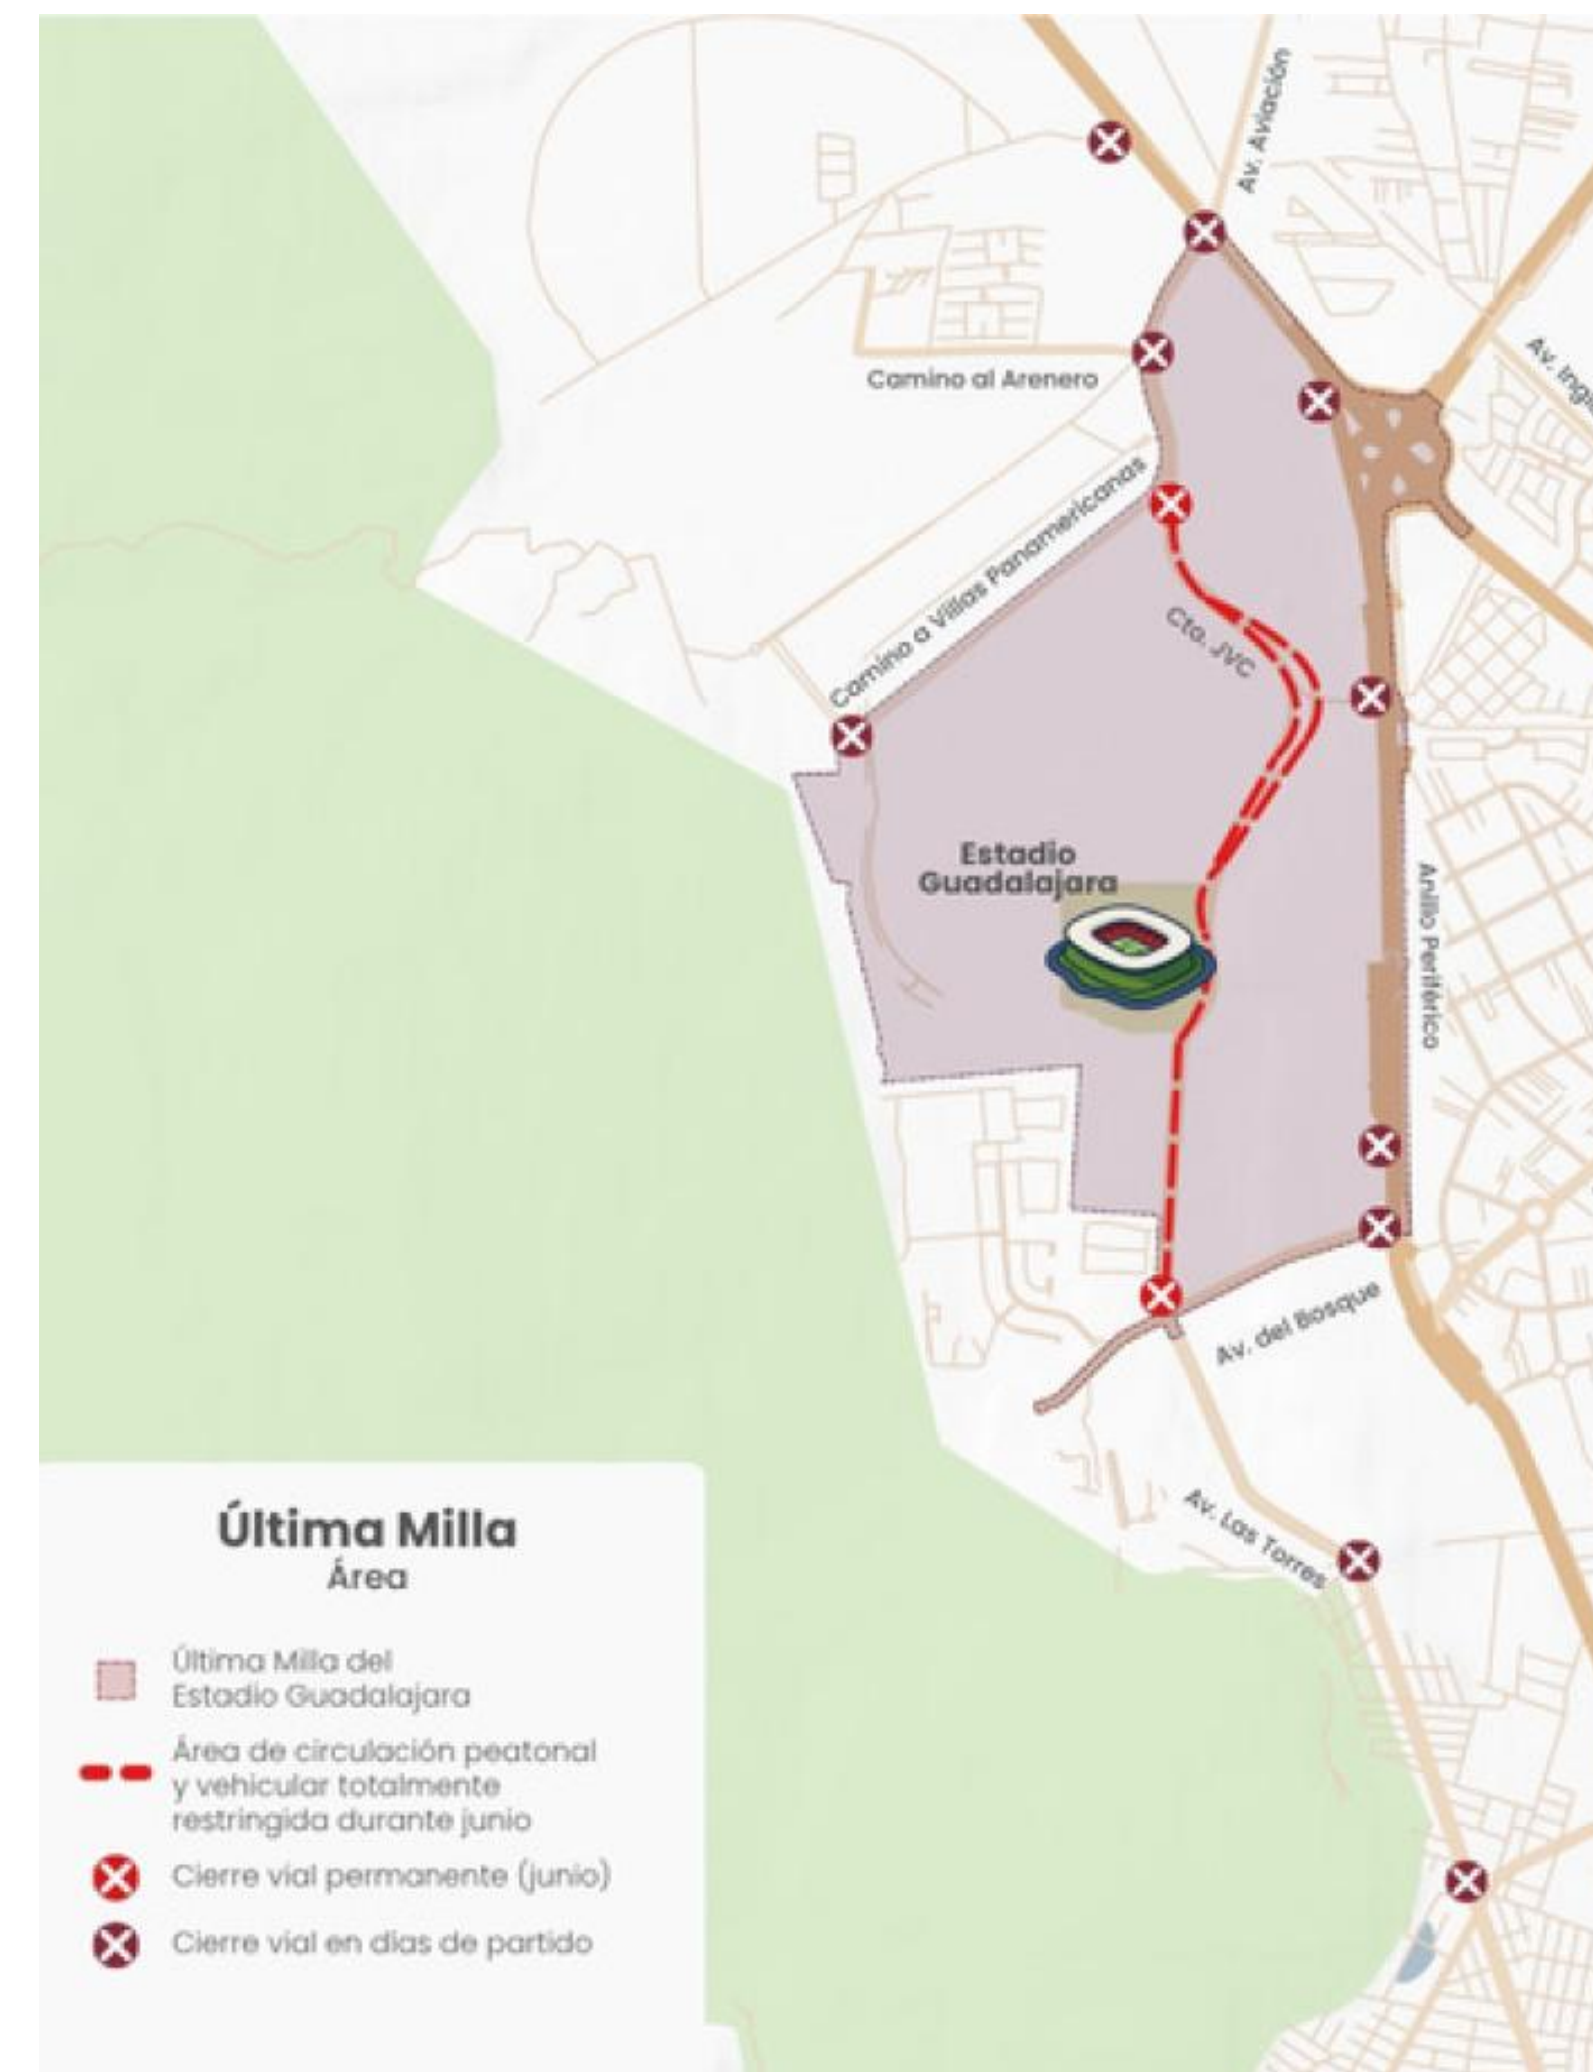 Av. Aviación
Camino al Arenero
Camino a Villas Panamericanas
Cto. JVC
Estadio
Guadalajara
Anillo Periférico
Av. del Bosque
Av. Las Torres
Última Milla
Área
Última Milla del
Estadio Guadalajara
Área de circulación peatonal
y vehicular totalmente
restringida durante junio
Cierre vial permanente (junio)
Cierre vial en días de partido